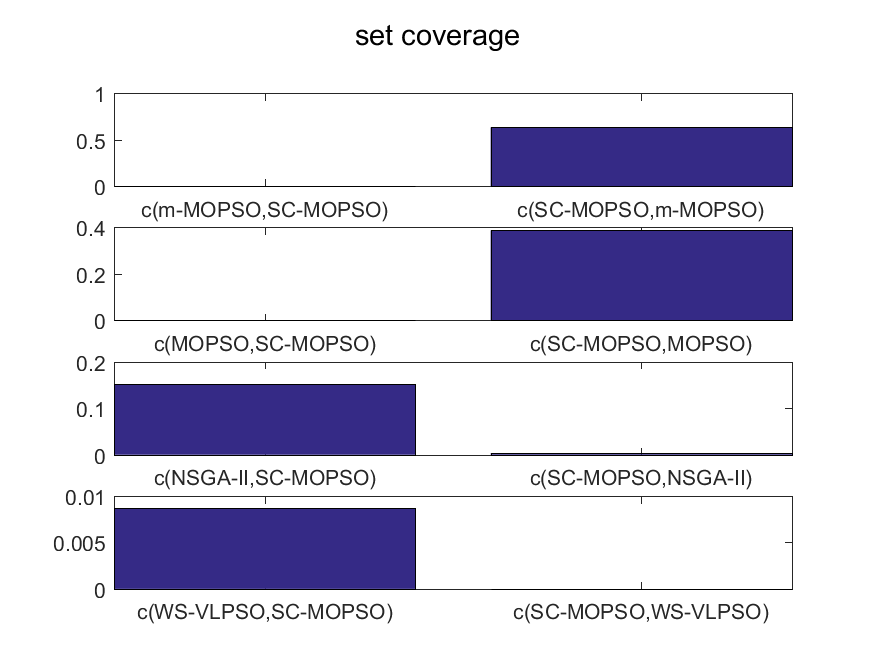 set coverage
1
0.5
0
c(m-MOPSO,SC-MOPSO) c(SC-MOPSO,m-MOPSO)
0.4
0.2
0
c(MOPSO,SC-MOPSO) c(SC-MOPSO,MOPSO)
0.2
0.1
0
c(NSGA-II,SC-MOPSO) c(SC-MOPSO,NSGA-II)
0.01
0.005
0
c(WS-VLPSO,SC-MOPSO) c(SC-MOPSO,WS-VLPSO)